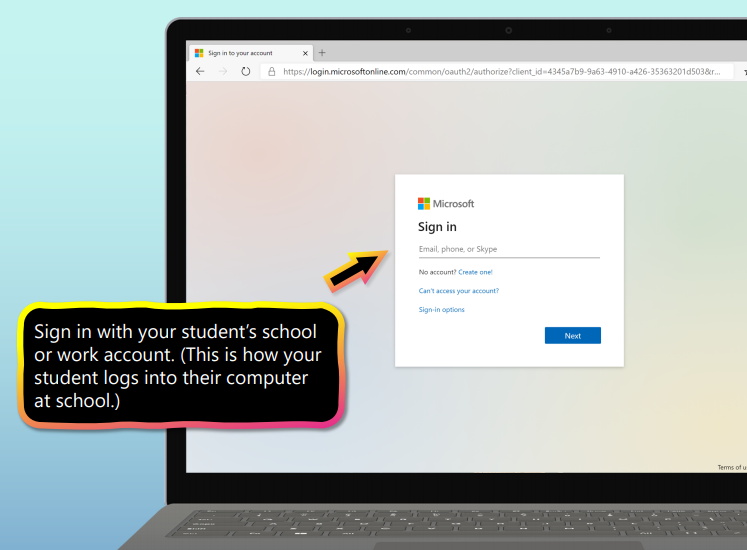 Sign in to your account
https://login.microsoftonline.com/common/oauth2/authorize?client_id=4345a7b9-9a63-4910-a426-35363201d503&r...
Microsoft
Sign in
Email, phone, or Skype
No account? Create one!
Can't access your account?
Sign-in options
Next
Sign in with your student's school
or work account. (This is how your
student logs into their computer
at school.)
Terms of u